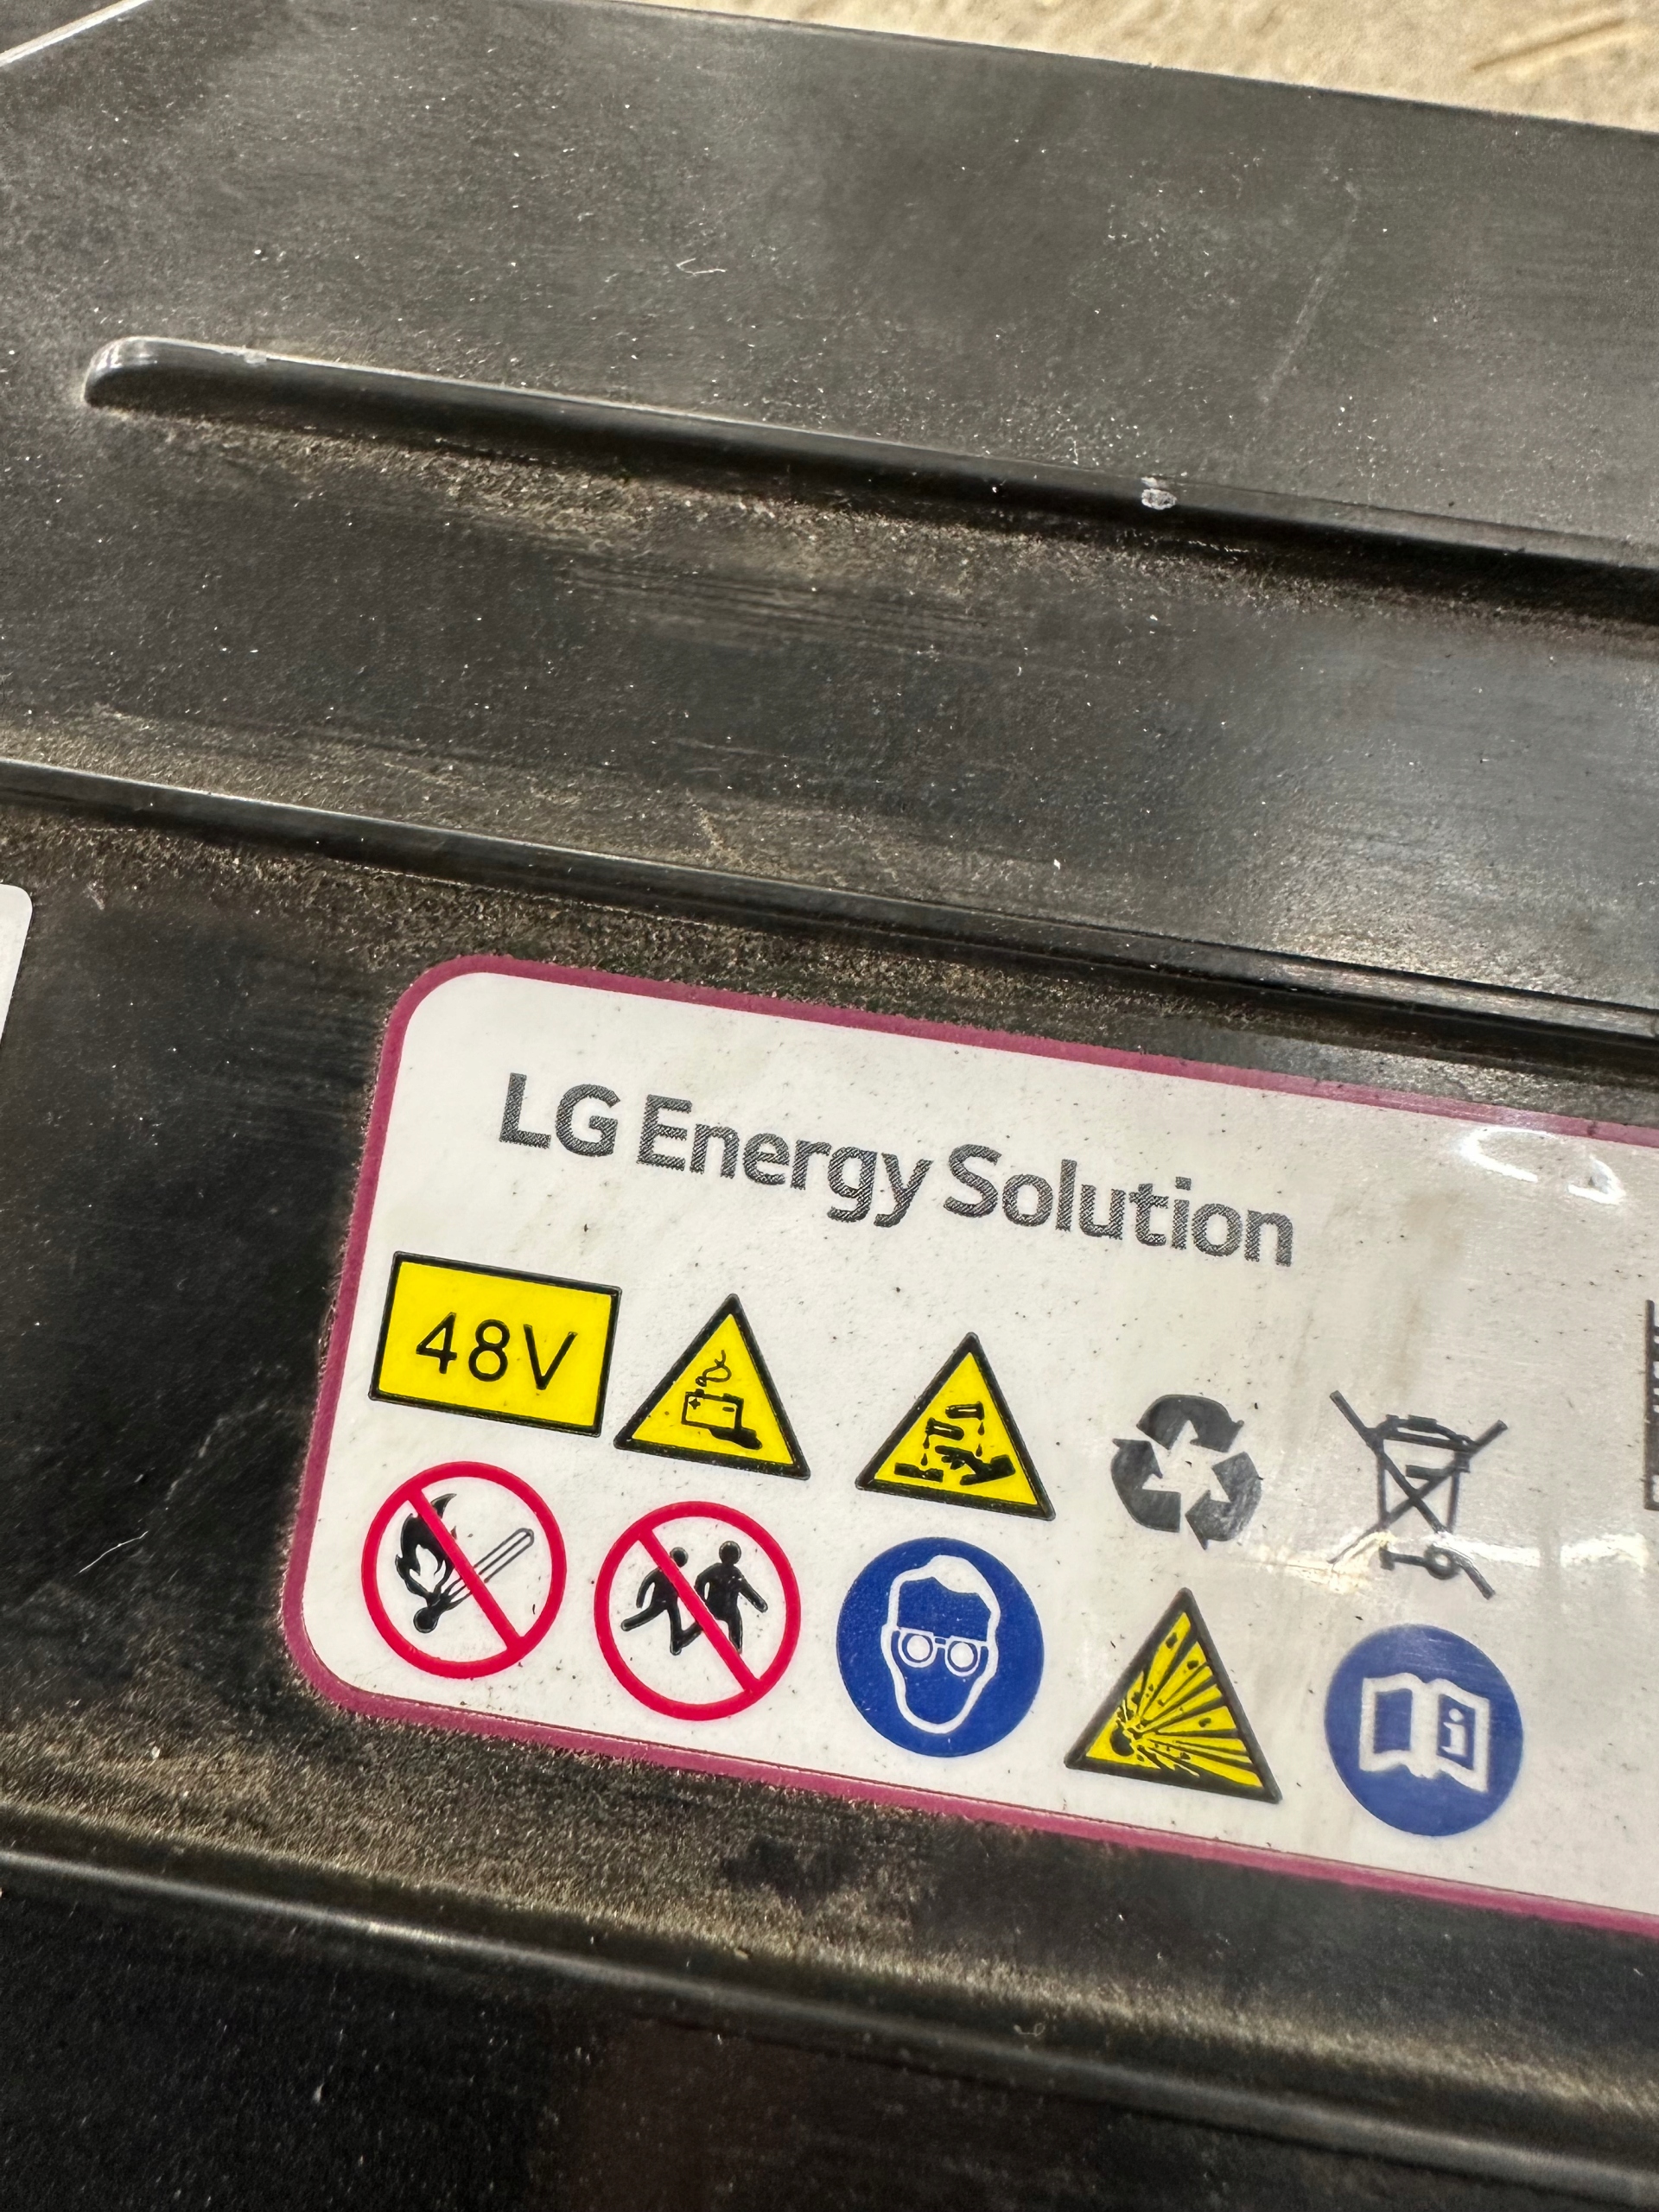 LG Energy Solution
48V
i